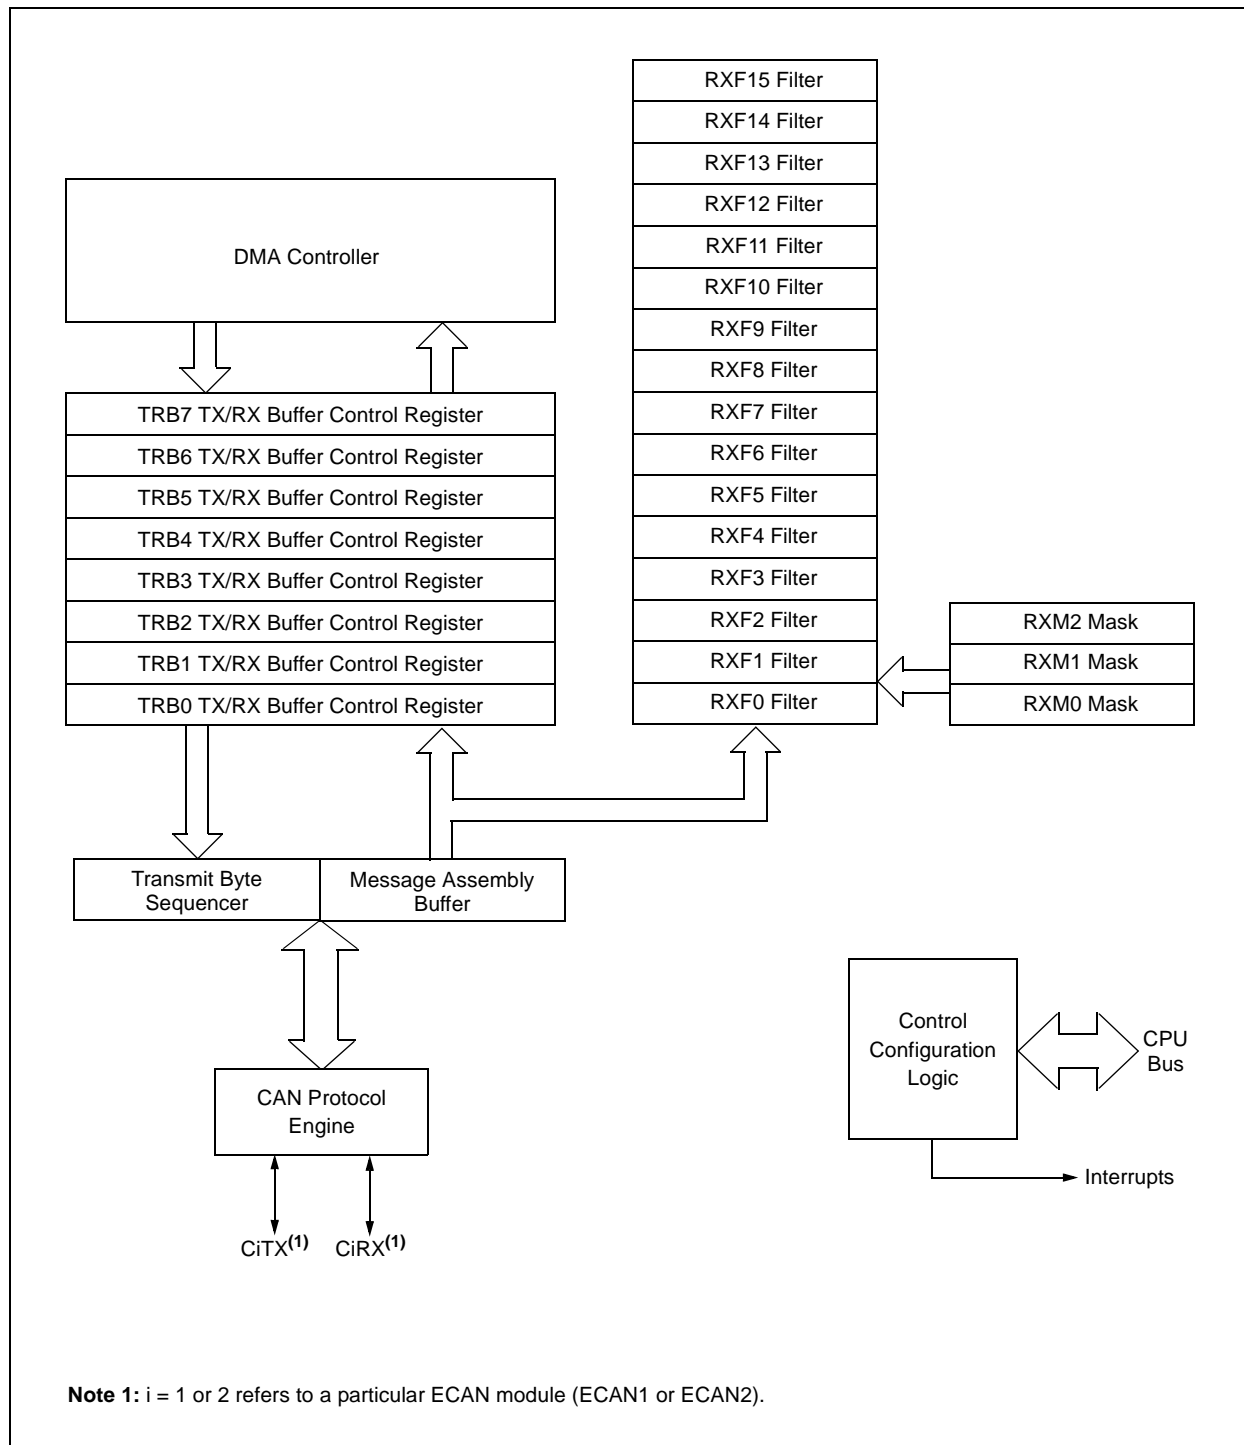 RXF15 Filter
RXF14 Filter
RXF13 Filter
RXF12 Filter
RXF11 Filter
RXF10 Filter
RXF9 Filter
RXF8 Filter
RXF7 Filter
RXF6 Filter
RXF5 Filter
RXF4 Filter
RXF3 Filter
RXF2 Filter
RXF1 Filter
RXF0 Filter
DMA Controller
TRB7 TX/RX Buffer Control Register
TRB6 TX/RX Buffer Control Register
TRB5 TX/RX Buffer Control Register
TRB4 TX/RX Buffer Control Register
TRB3 TX/RX Buffer Control Register
TRB2 TX/RX Buffer Control Register
TRB1 TX/RX Buffer Control Register
TRB0 TX/RX Buffer Control Register
RXM2 Mask
RXM1 Mask
RXM0 Mask
Transmit Byte
Sequencer
Message Assembly
Buffer
CAN Protocol
Engine
CiTX(1)
CiRX(1)
Control
Configuration
Logic
CPU
Bus
Interrupts
Note 1: i = 1 or 2 refers to a particular ECAN module (ECAN1 or ECAN2).